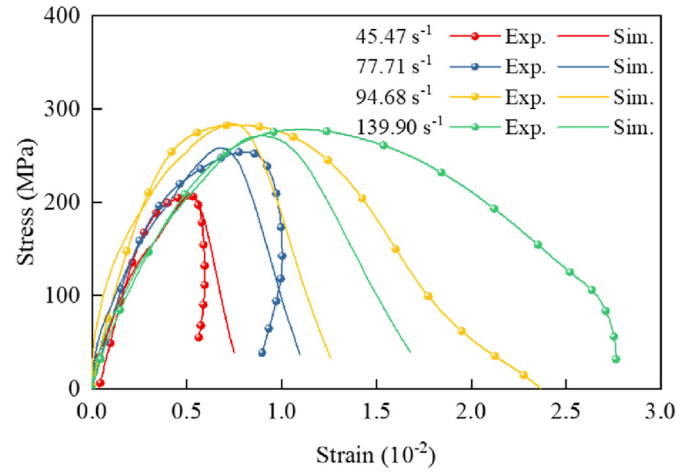 400
300
200
100
0
Stress (MPa)
45.47 s⁻¹ Exp. Sim.
77.71 s⁻¹ Exp. Sim.
94.68 s⁻¹ Exp. Sim.
139.90 s⁻¹ Exp. Sim.
0.0 0.5 1.0 1.5 2.0 2.5 3.0
Strain (10⁻²)